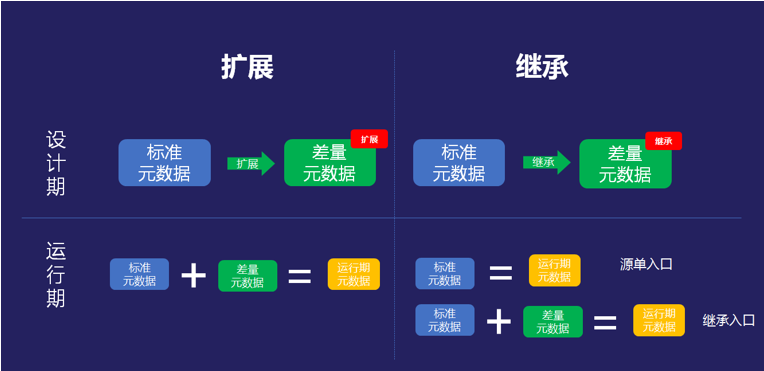 扩展
继承
设计期
标准
元数据
扩展
差量
元数据
扩展
标准
元数据
继承
差量
元数据
继承
运行期
标准
元数据
+
差量
元数据
=
运行期
元数据
标准
元数据
=
运行期
元数据
源单入口
标准
元数据
+
差量
元数据
=
运行期
元数据
继承入口